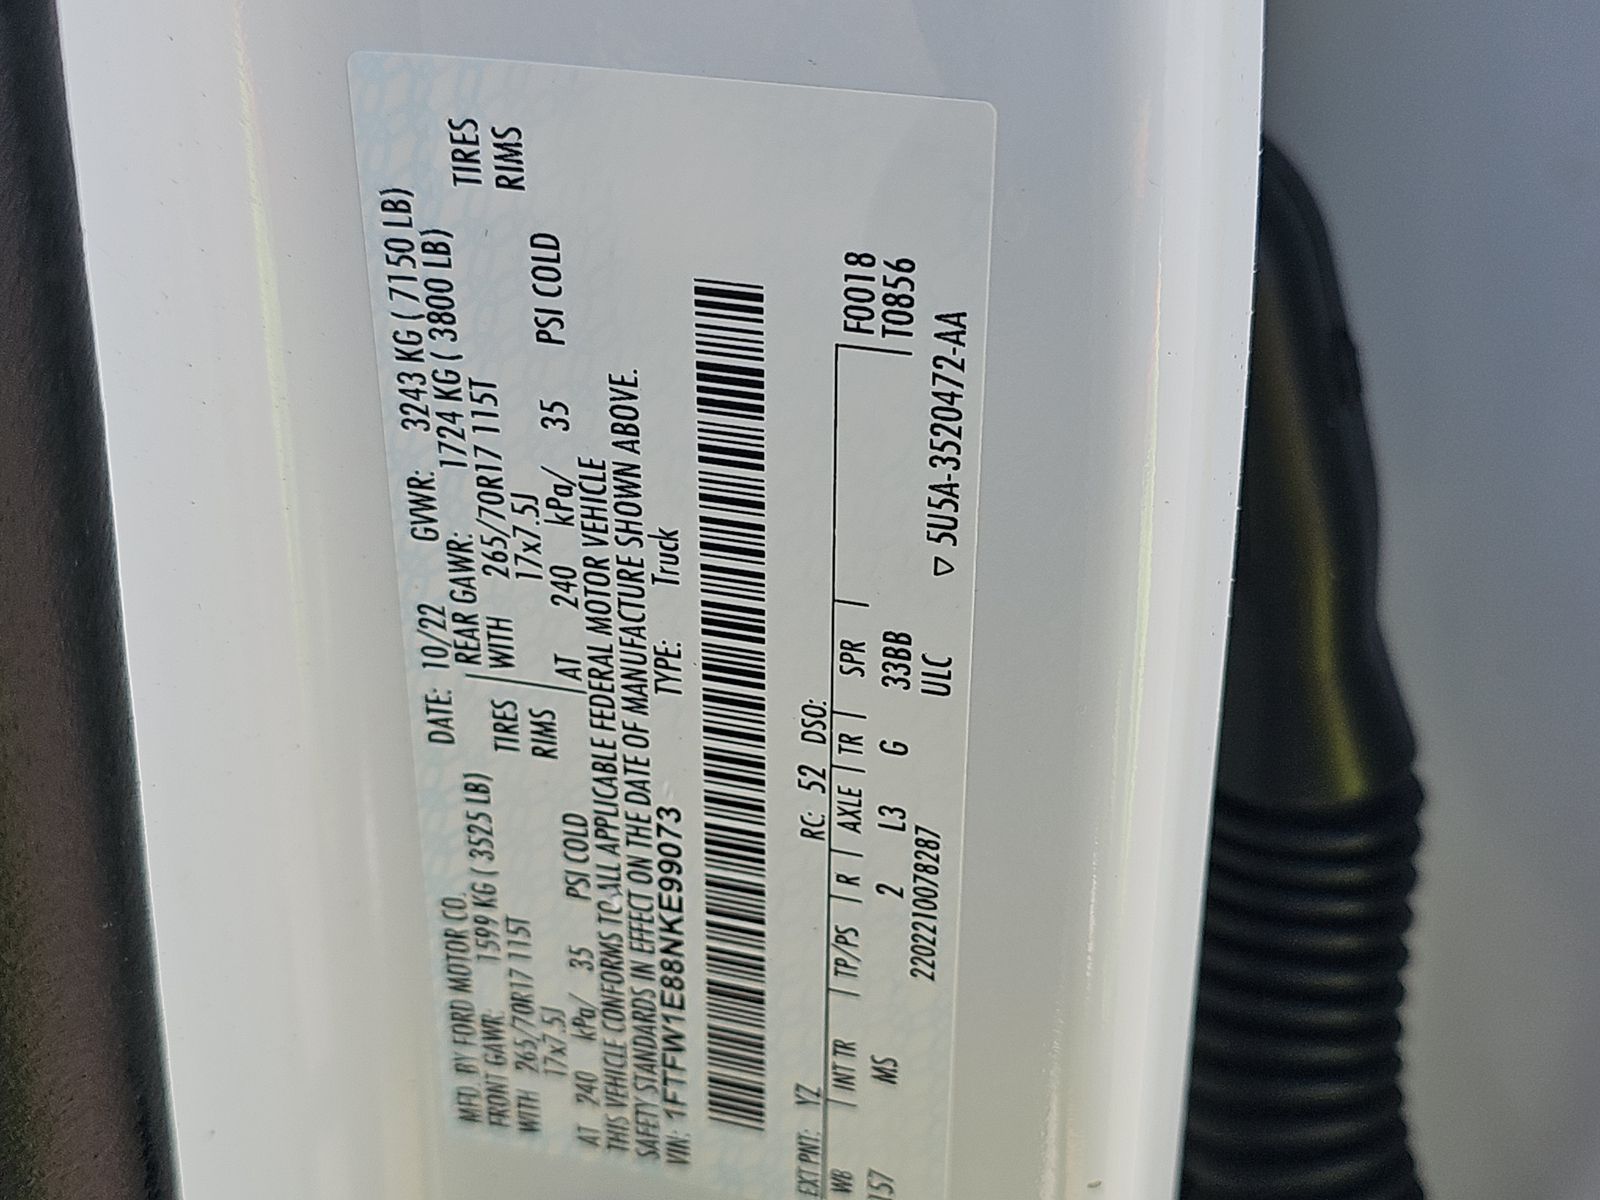 MFD. BY FORD MOTOR CO. DATE: 10/22 GVWR: 3243 KG ( 7150 LB)
FRONT GAWR: 1599 KG ( 3525 LB) REAR GAWR: 1724 KG ( 3800 LB)
WITH 265/70R17 115T TIRES WITH 265/70R17 115T TIRES
17x7.5J RIMS 17x7.5J RIMS
AT 240 kPa/ 35 PSI COLD AT 240 kPa/ 35 PSI COLD
THIS VEHICLE CONFORMS TO ALL APPLICABLE FEDERAL MOTOR VEHICLE
SAFETY STANDARDS IN EFFECT ON THE DATE OF MANUFACTURE SHOWN ABOVE.
VIN: 1FTFW1E88NKE99073 TYPE: Truck
EXT PNT: YZ RC: 52 DSO:
WB INT TR TP/PS R AXLE TR SPR F0018
157 MS 2 L3 G 33BB T0856
2202210078287 ULC
▽ 5U5A-3520472-AA